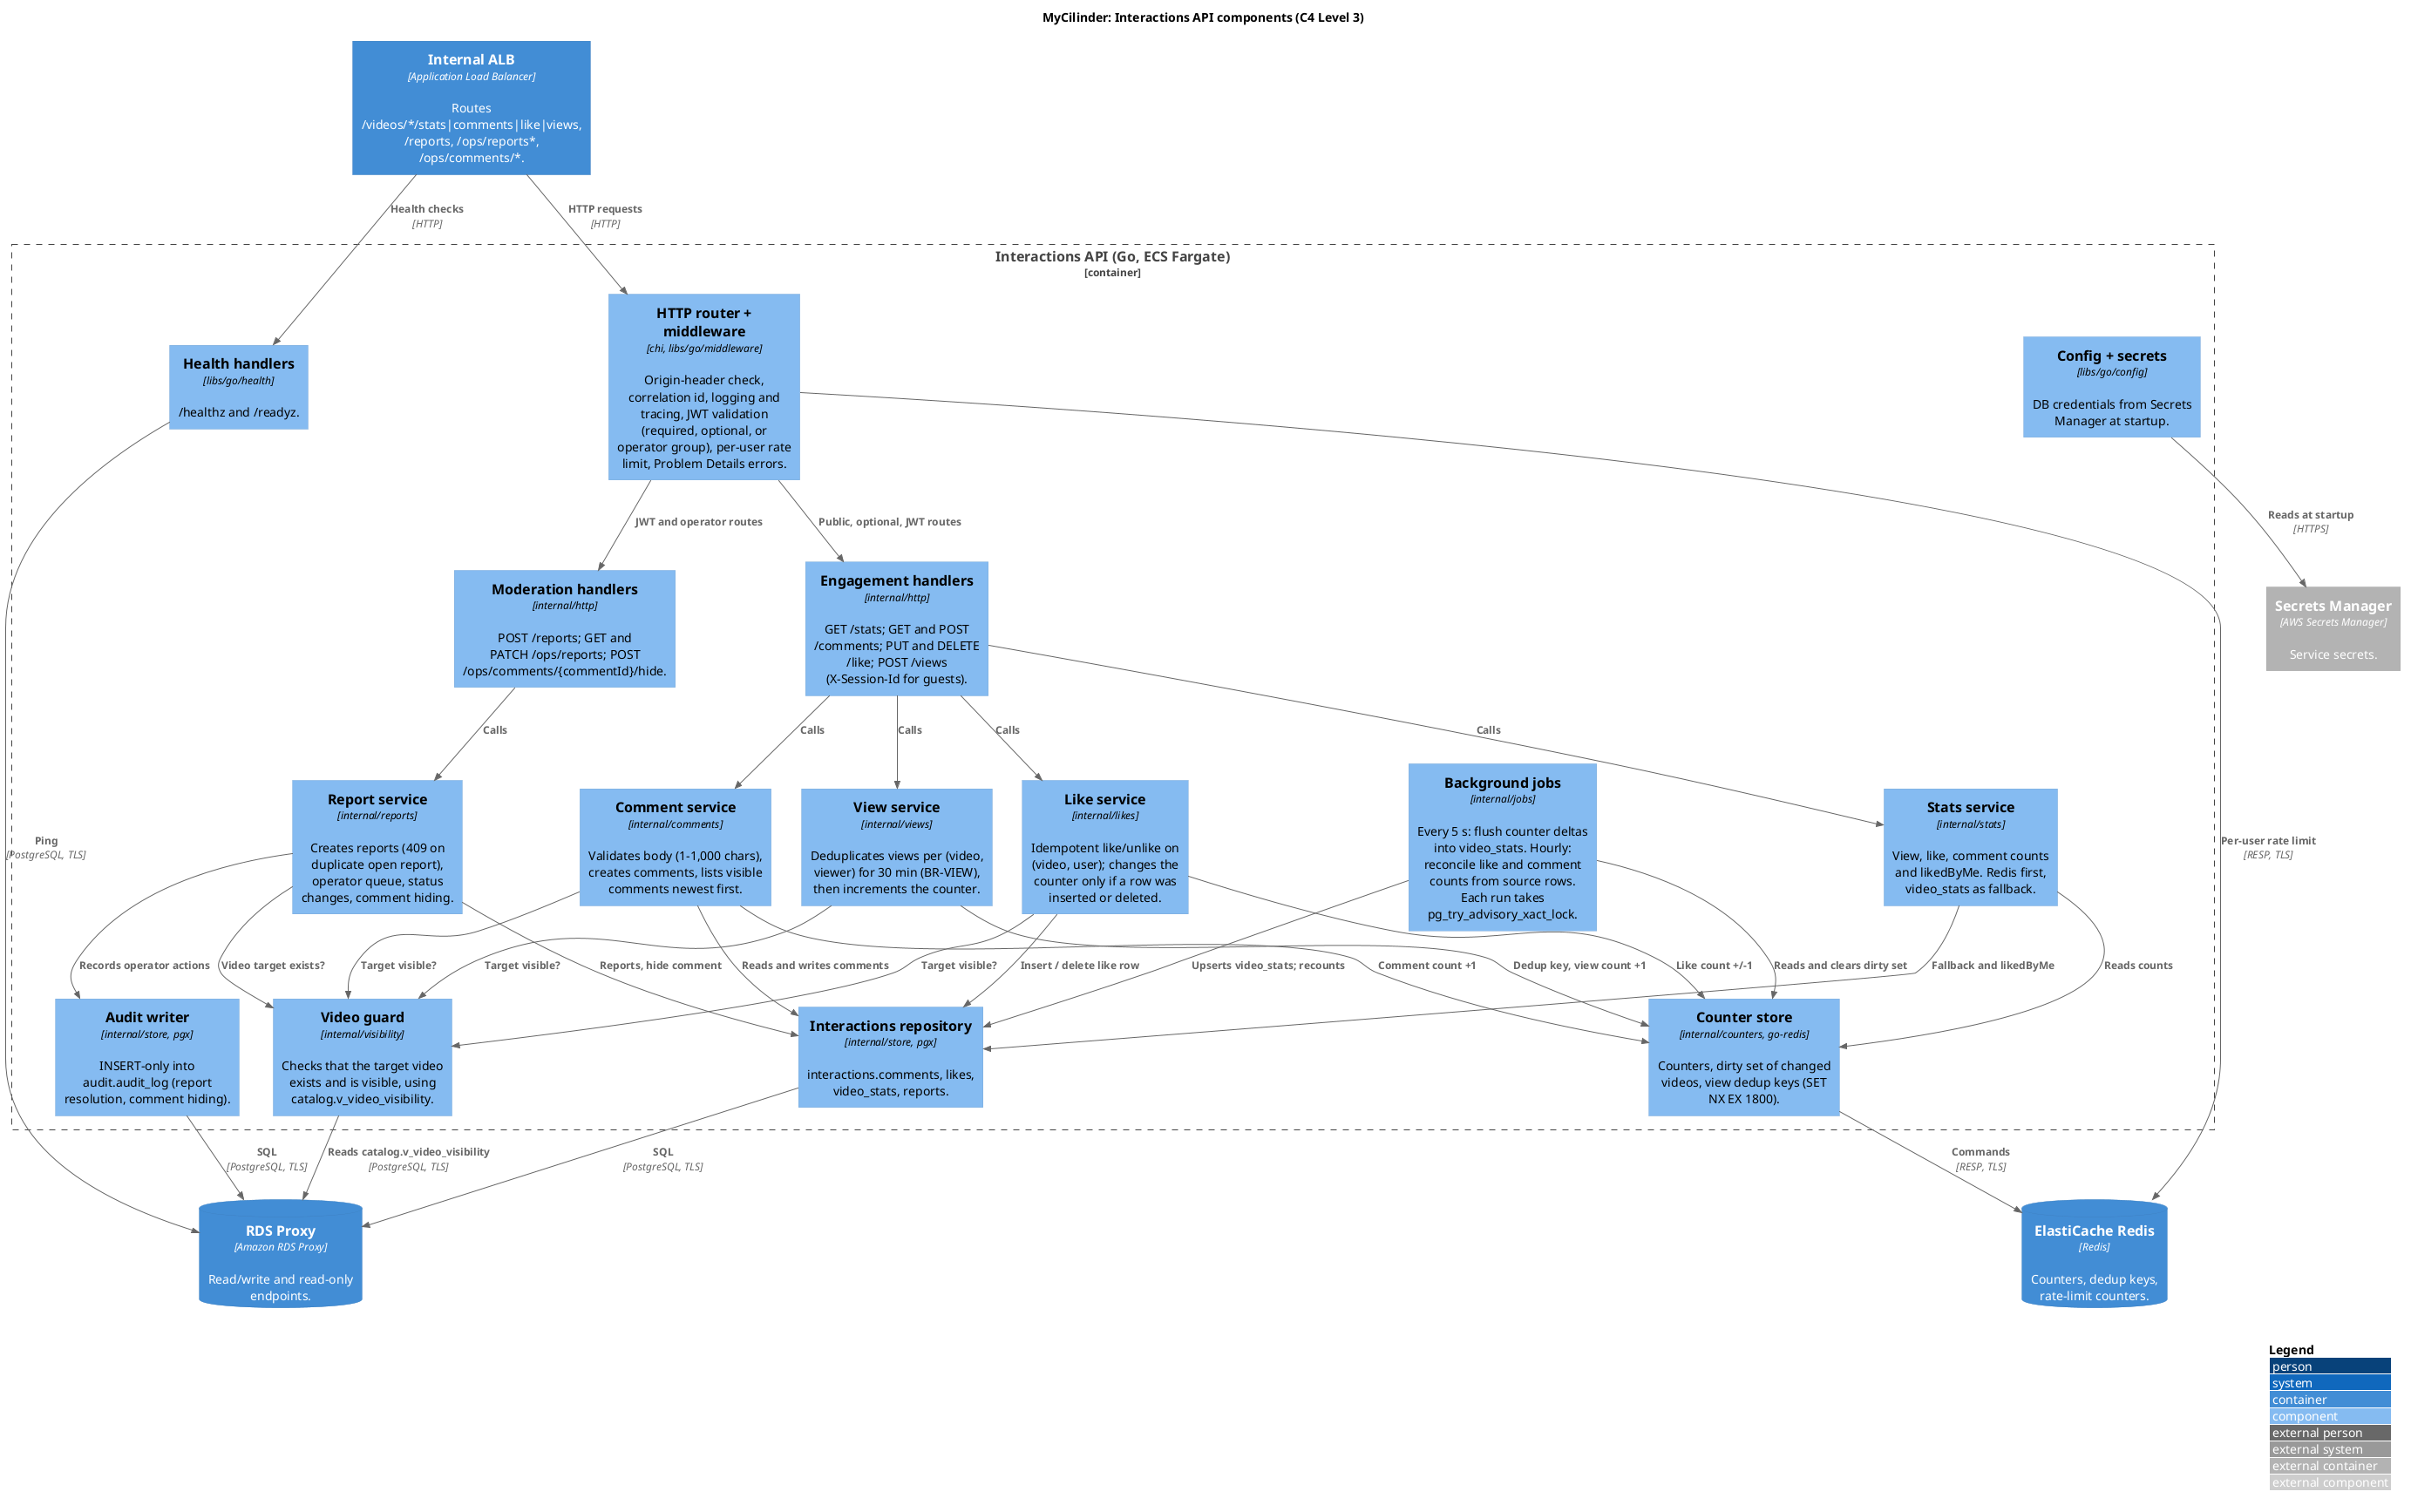 MyCilinder: Interactions API components (C4 Level 3)
Internal ALB
[Application Load Balancer]
Routes
/videos/*/stats|comments|like|views,
/reports, /ops/reports*,
/ops/comments/*.
Health checks
[HTTP]
HTTP requests
[HTTP]
Interactions API (Go, ECS Fargate)
[container]
HTTP router +
middleware
[chi, libs/go/middleware]
Origin-header check,
correlation id, logging and
tracing, JWT validation
(required, optional, or
operator group), per-user rate
limit, Problem Details errors.
Health handlers
[libs/go/health]
/healthz and /readyz.
Config + secrets
[libs/go/config]
DB credentials from Secrets
Manager at startup.
JWT and operator routes
Public, optional, JWT routes
Reads at startup
[HTTPS]
Moderation handlers
[internal/http]
POST /reports; GET and
PATCH /ops/reports; POST
/ops/comments/{commentId}/hide.
Engagement handlers
[internal/http]
GET /stats; GET and POST
/comments; PUT and DELETE
/like; POST /views
(X-Session-Id for guests).
Secrets Manager
[AWS Secrets Manager]
Service secrets.
Calls
Calls
Calls
Calls
Calls
Report service
[internal/reports]
Creates reports (409 on
duplicate open report),
operator queue, status
changes, comment hiding.
Comment service
[internal/comments]
Validates body (1-1,000 chars),
creates comments, lists visible
comments newest first.
View service
[internal/views]
Deduplicates views per (video,
viewer) for 30 min (BR-VIEW),
then increments the counter.
Like service
[internal/likes]
Idempotent like/unlike on
(video, user); changes the
counter only if a row was
inserted or deleted.
Background jobs
[internal/jobs]
Every 5 s: flush counter deltas
into video_stats. Hourly:
reconcile like and comment
counts from source rows.
Each run takes
pg_try_advisory_xact_lock.
Stats service
[internal/stats]
View, like, comment counts
and likedByMe. Redis first,
video_stats as fallback.
Ping
[PostgreSQL, TLS]
Per-user rate limit
[RESP, TLS]
Records operator actions
Video target exists?
Target visible?
Target visible?
Reports, hide comment
Reads and writes comments
Target visible?
Insert / delete like row
Upserts video_stats; recounts
Comment count +1
Dedup key, view count +1
Like count +/-1
Reads and clears dirty set
Fallback and likedByMe
Reads counts
Audit writer
[internal/store, pgx]
INSERT-only into
audit.audit_log (report
resolution, comment hiding).
Video guard
[internal/visibility]
Checks that the target video
exists and is visible, using
catalog.v_video_visibility.
Interactions repository
[internal/store, pgx]
interactions.comments, likes,
video_stats, reports.
Counter store
[internal/counters, go-redis]
Counters, dirty set of changed
videos, view dedup keys (SET
NX EX 1800).
SQL
[PostgreSQL, TLS]
Reads catalog.v_video_visibility
[PostgreSQL, TLS]
SQL
[PostgreSQL, TLS]
Commands
[RESP, TLS]
RDS Proxy
[Amazon RDS Proxy]
Read/write and read-only
endpoints.
ElastiCache Redis
[Redis]
Counters, dedup keys,
rate-limit counters.
Legend
person
system
container
component
external person
external system
external container
external component